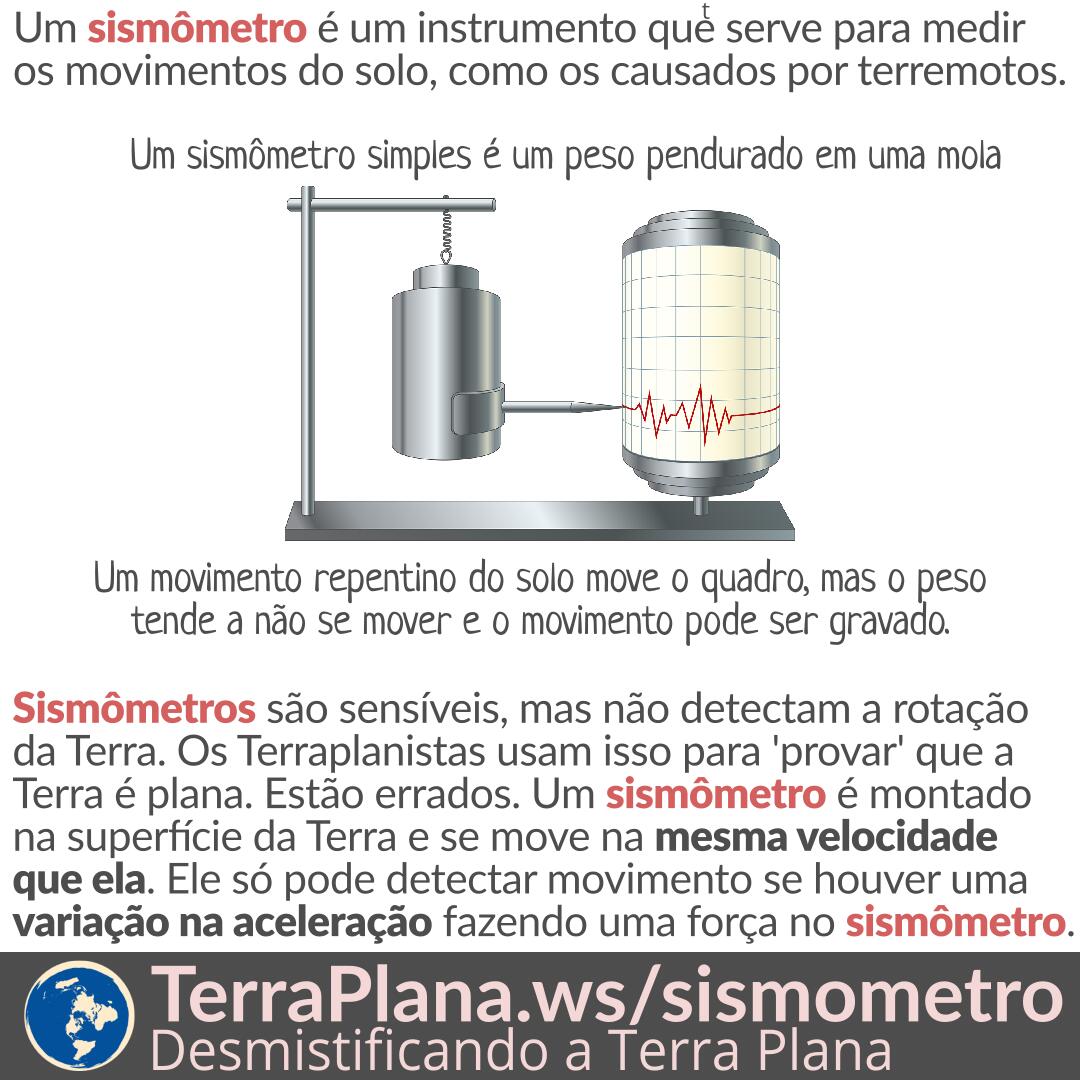 Um sismômetro é um instrumento que serve para medir
t
os movimentos do solo, como os causados por terremotos.
Um sismômetro simples é um peso pendurado em uma mola
Um movimento repentino do solo move o quadro, mas o peso
tende a não se mover e o movimento pode ser gravado.
Sismômetros são sensíveis, mas não detectam a rotação
da Terra. Os Terraplanistas usam isso para 'provar' que a
Terra é plana. Estão errados. Um sismômetro é montado
na superfície da Terra e se move na mesma velocidade
que ela. Ele só pode detectar movimento se houver uma
variação na aceleração fazendo uma força no sismômetro.
TerraPlana.ws/sismometro
Desmistificando a Terra Plana